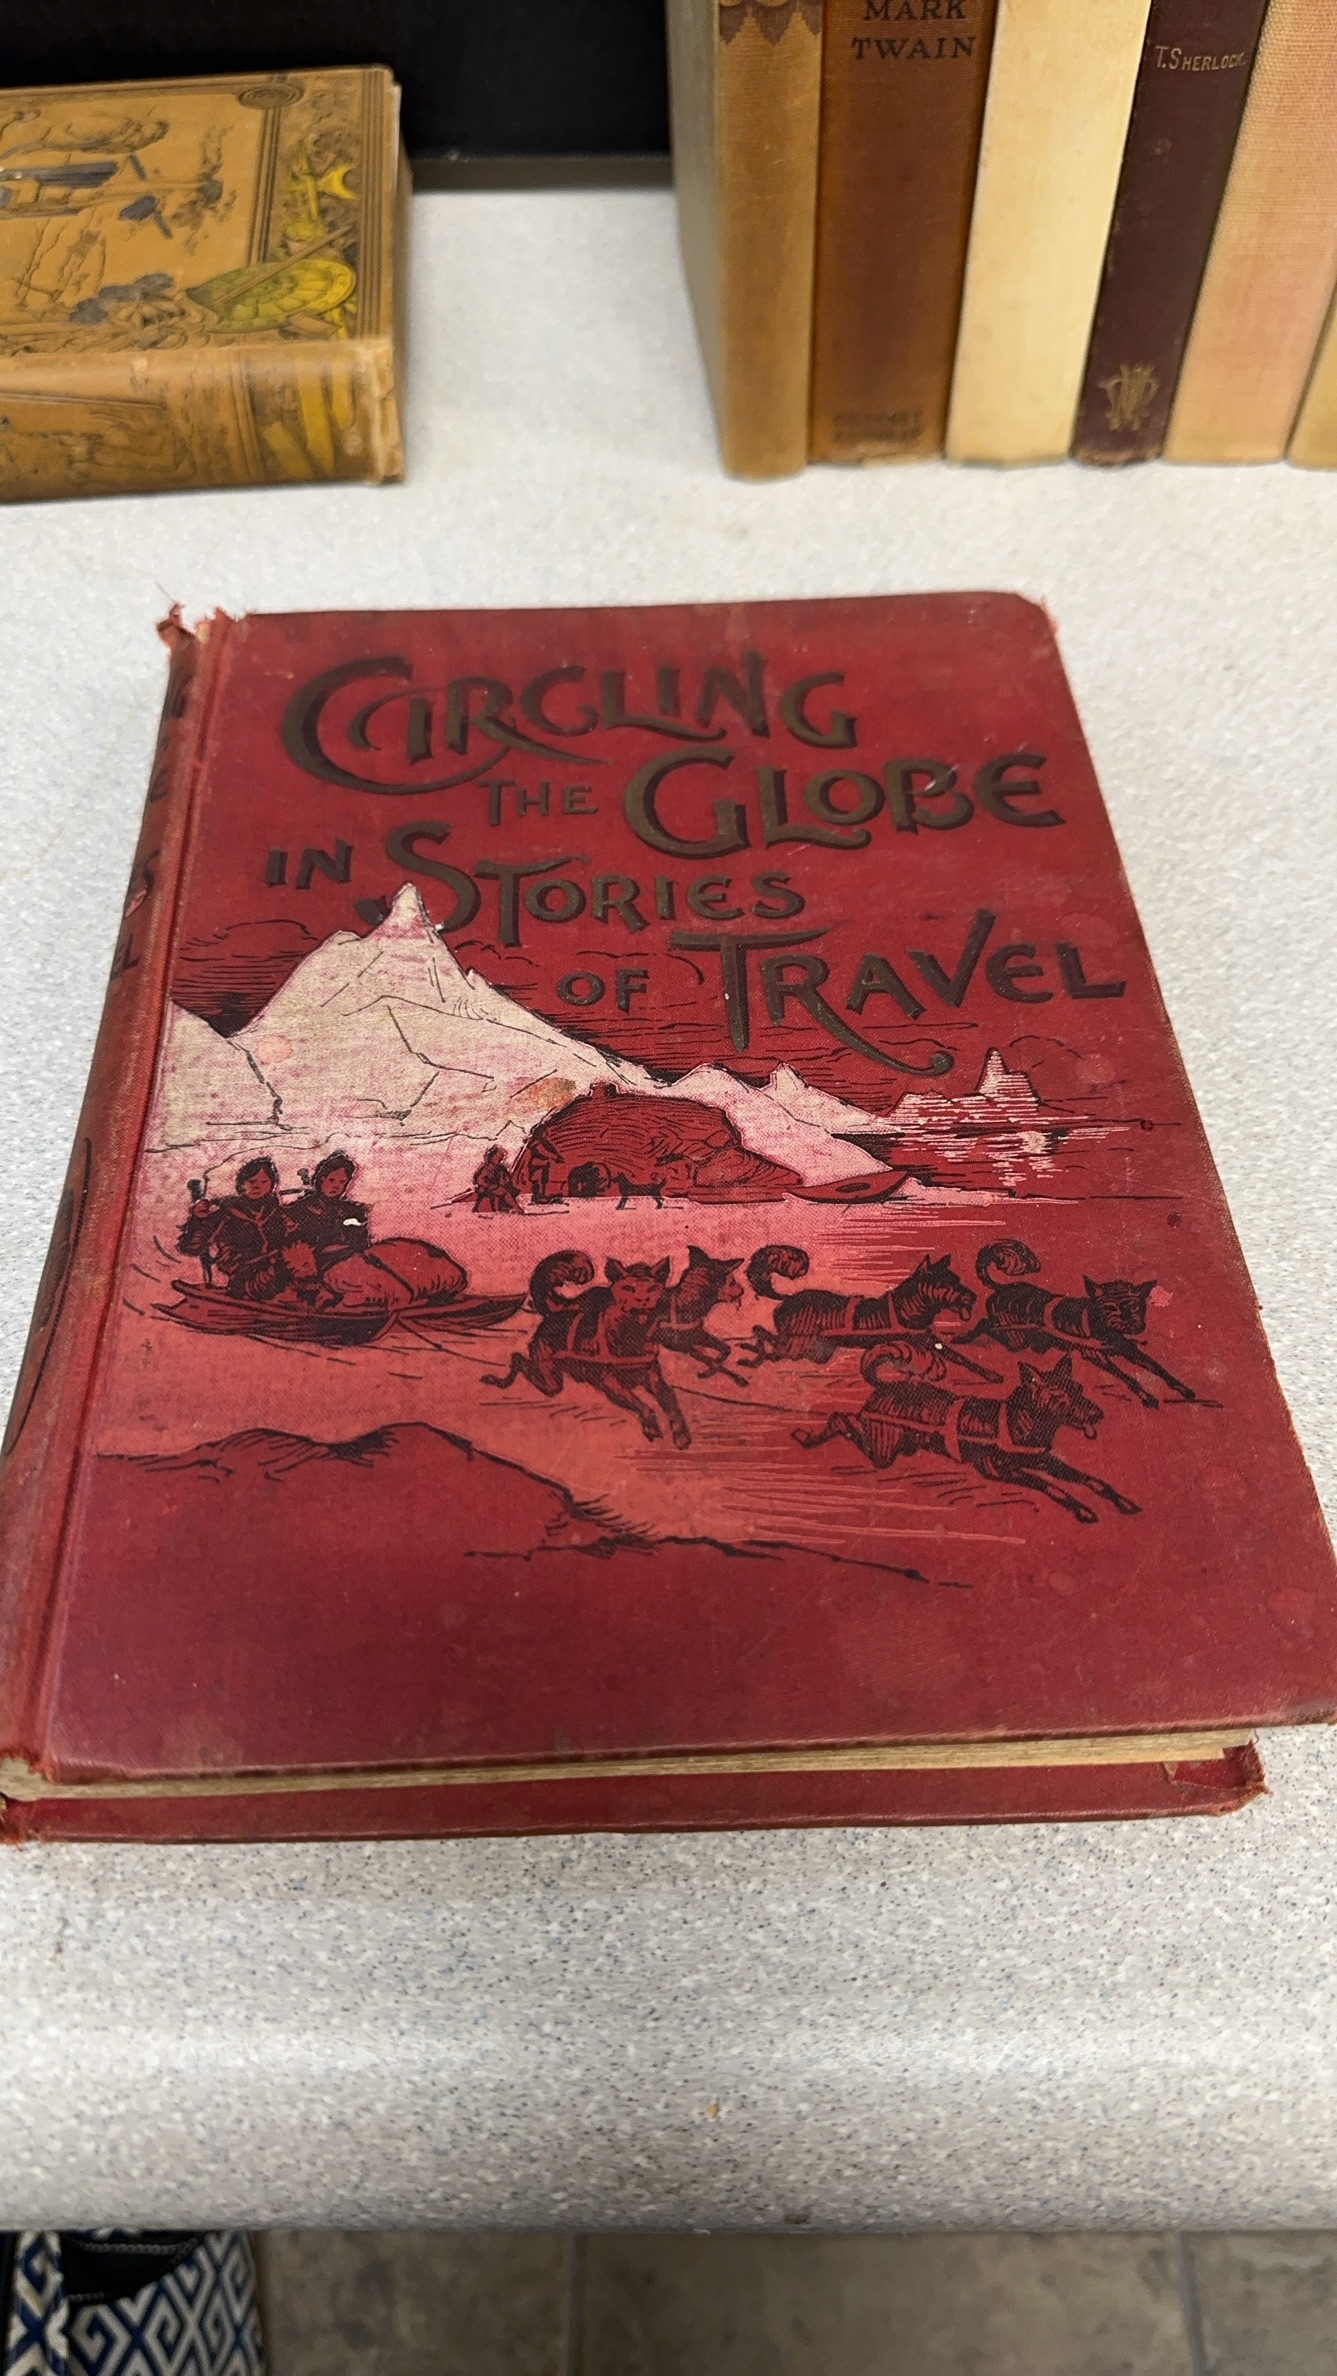 MARK
TWAIN
T. SHERLOCK.
CIRCLING
THE GLOBE
IN STORIES
OF TRAVEL